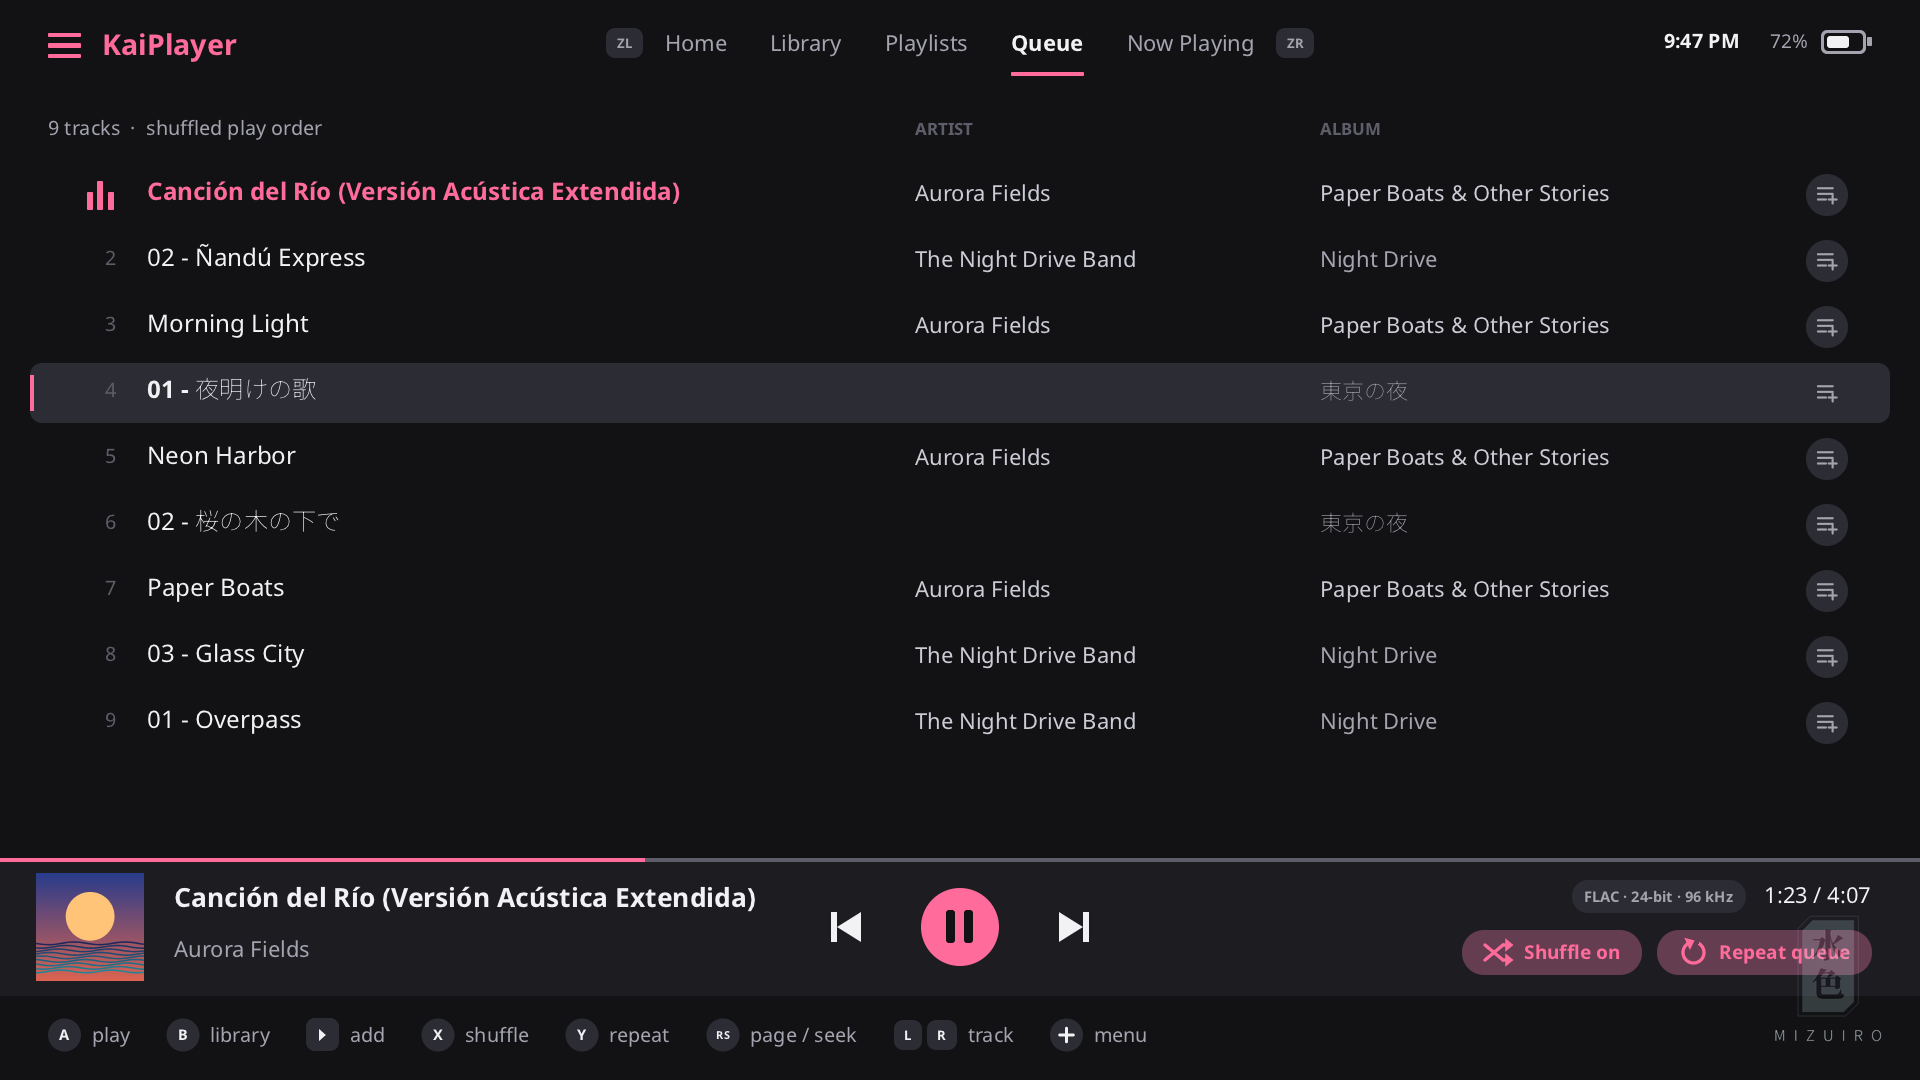 KaiPlayer
ZL Home Library Playlists Queue Now Playing ZR
9:47 PM 72%
9 tracks · shuffled play order ARTIST ALBUM
Canción del Río (Versión Acústica Extendida) Aurora Fields Paper Boats & Other Stories
2 02 - Ñandú Express The Night Drive Band Night Drive
3 Morning Light Aurora Fields Paper Boats & Other Stories
4 01 - 夜明けの歌 東京の夜
5 Neon Harbor Aurora Fields Paper Boats & Other Stories
6 02 - 桜の木の下で 東京の夜
7 Paper Boats Aurora Fields Paper Boats & Other Stories
8 03 - Glass City The Night Drive Band Night Drive
9 01 - Overpass The Night Drive Band Night Drive
Canción del Río (Versión Acústica Extendida)
Aurora Fields
FLAC · 24-bit · 96 kHz 1:23 / 4:07
Shuffle on Repeat queue
水色
MIZUIRO
A play B library add X shuffle Y repeat RS page / seek L R track menu